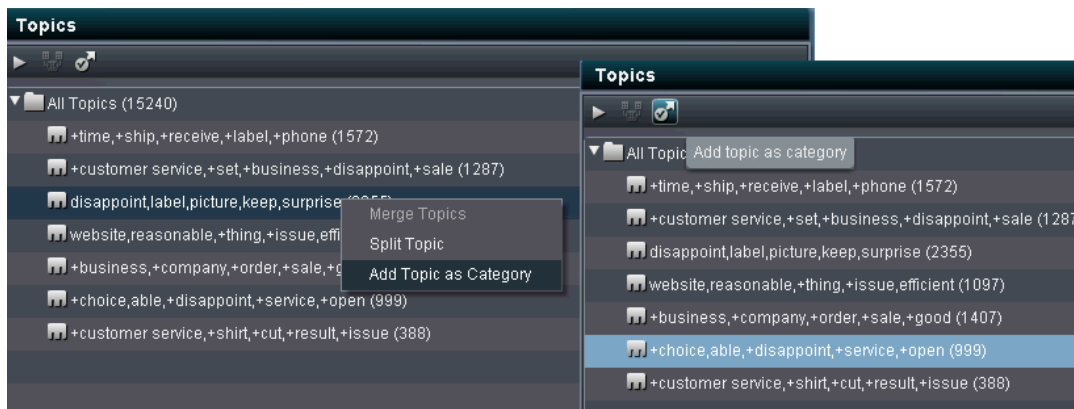 Topics
All Topics (15240)
+time,+ship,+receive,+label,+phone (1572)
+customer service,+set,+business,+disappoint,+sale (1287)
disappoint,label,picture,keep,surprise
website,reasonable,+thing,+issue,effi
+business,+company,+order,+sale,+g
+choice,able,+disappoint,+service,+open (999)
+customer service,+shirt,+cut,+result,+issue (388)
Merge Topics
Split Topic
Add Topic as Category
Topics
All Topic
Add topic as category
+time,+ship,+receive,+label,+phone (1572)
+customer service,+set,+business,+disappoint,+sale (1287
disappoint,label,picture,keep,surprise (2355)
website,reasonable,+thing,+issue,efficient (1097)
+business,+company,+order,+sale,+good (1407)
+choice,able,+disappoint,+service,+open (999)
+customer service,+shirt,+cut,+result,+issue (388)